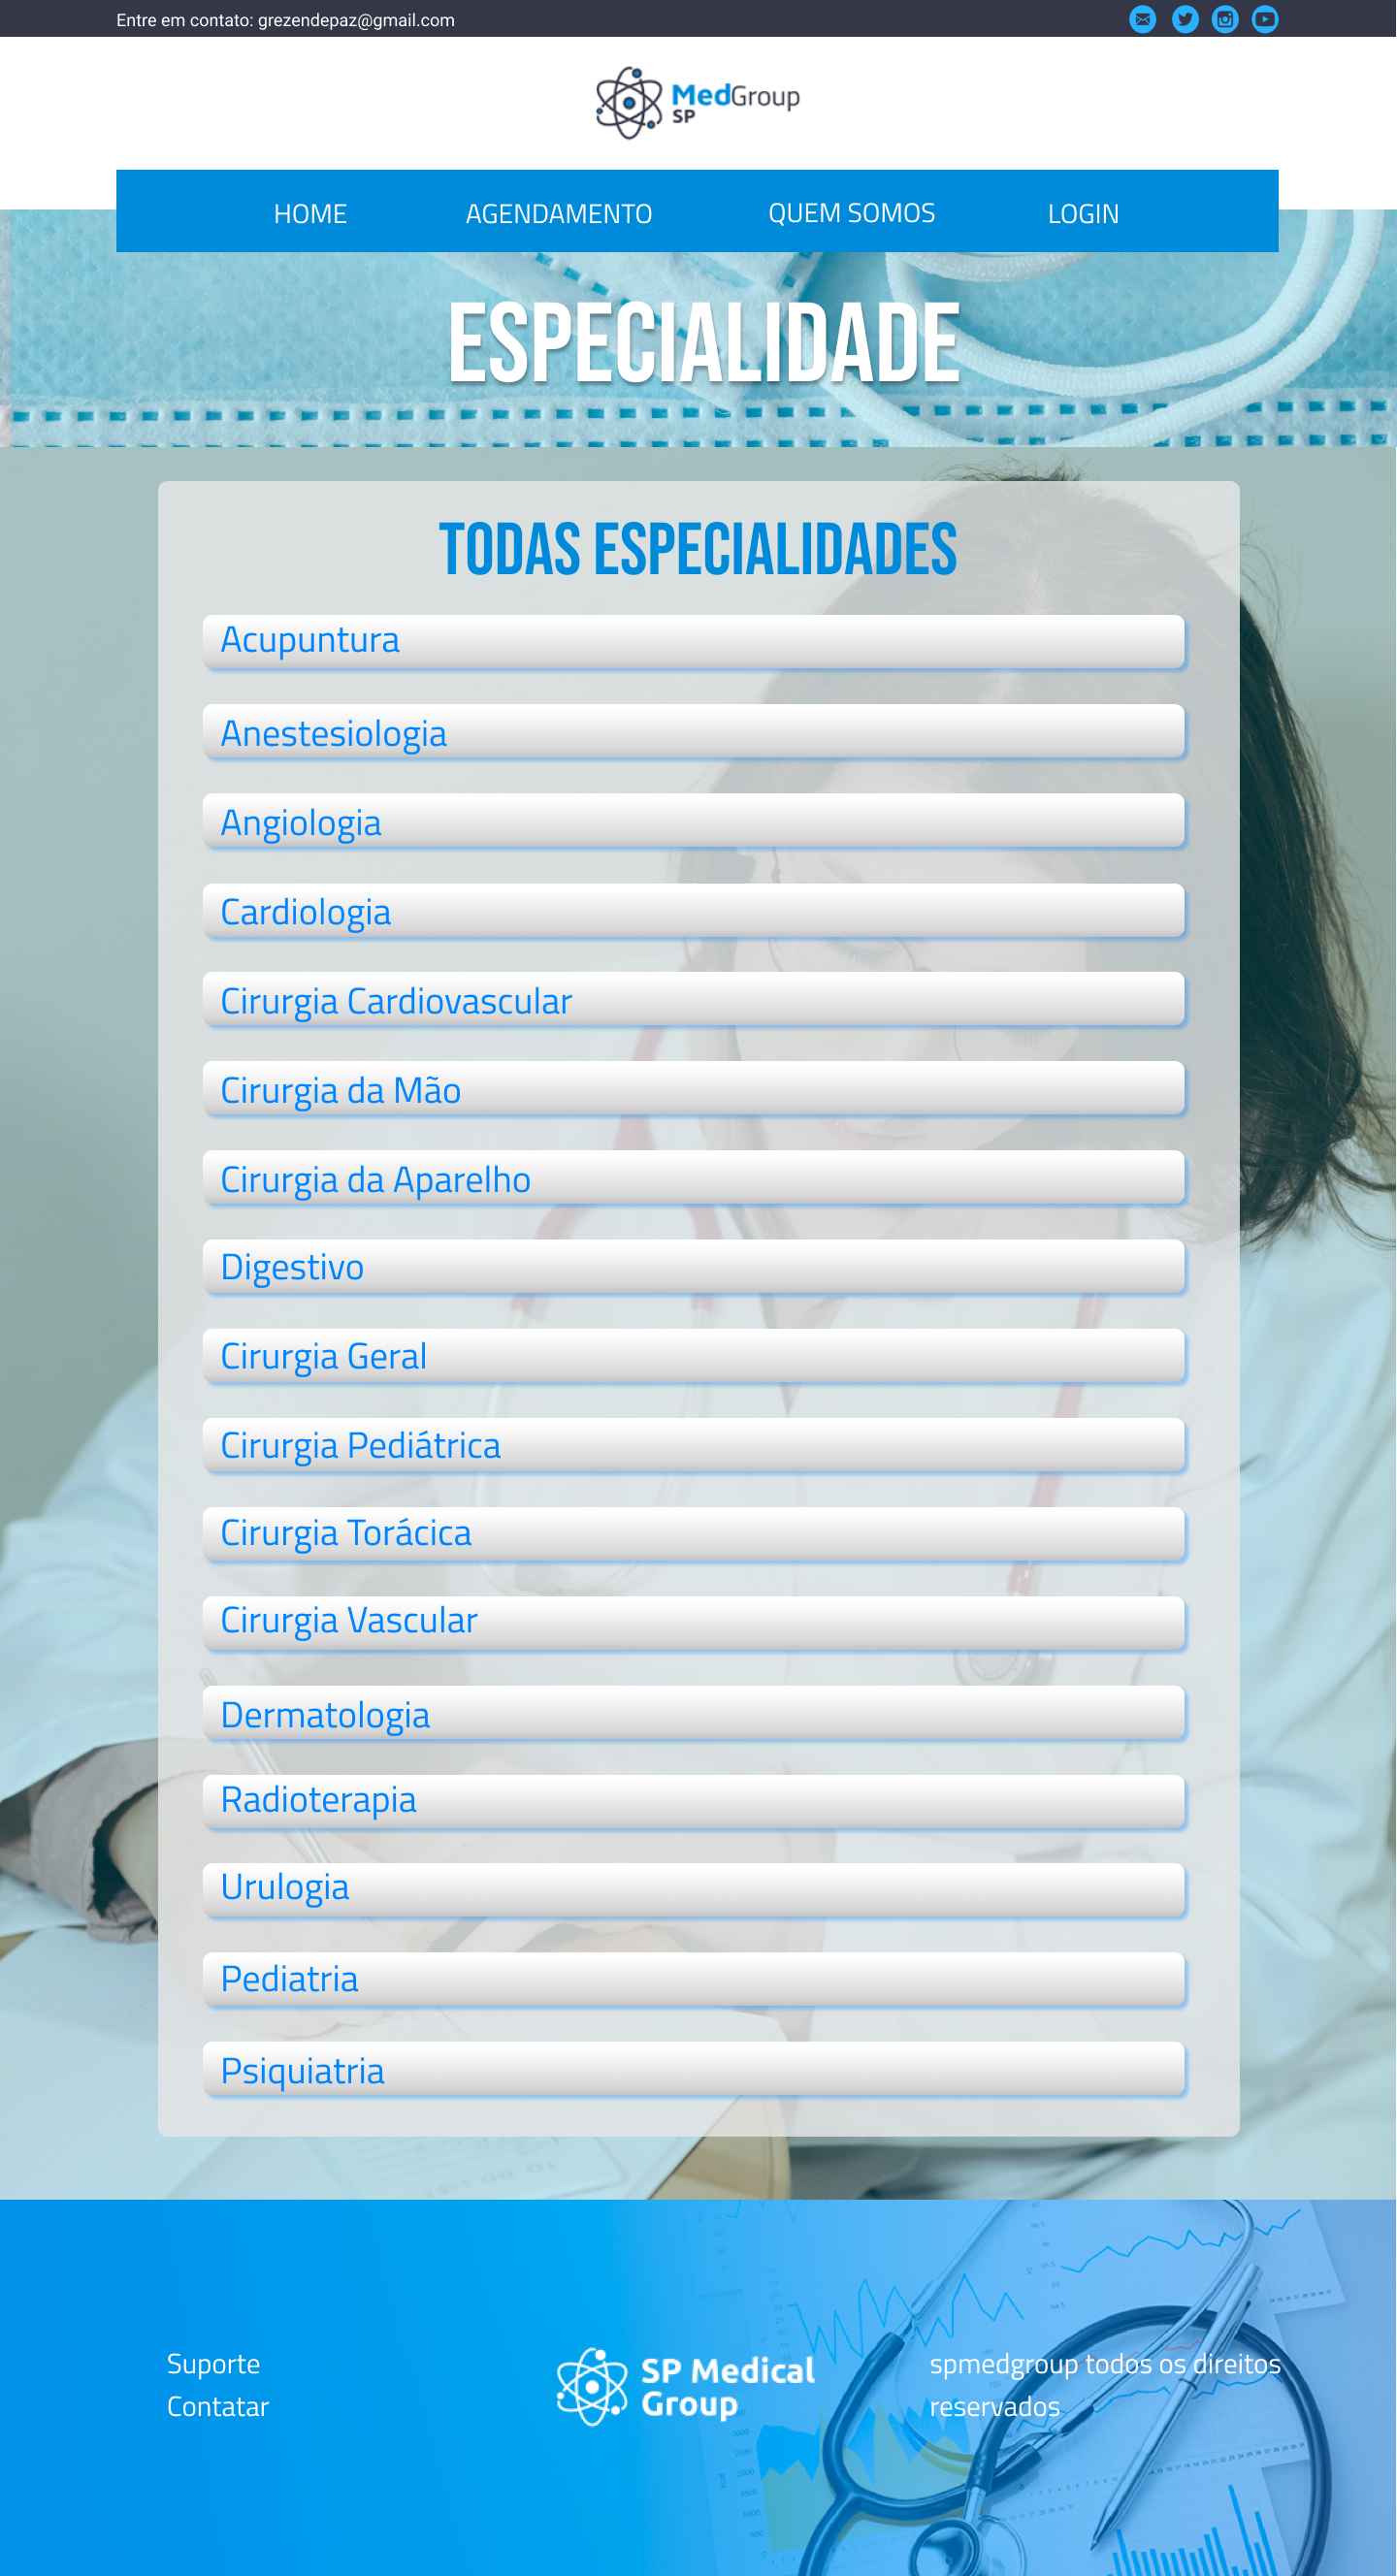 Entre em contato: grezendepaz@gmail.com
MedGroup
SP
HOME AGENDAMENTO QUEM SOMOS LOGIN
ESPECIALIDADE
TODAS ESPECIALIDADES
Acupuntura
Anestesiologia
Angiologia
Cardiologia
Cirurgia Cardiovascular
Cirurgia da Mão
Cirurgia da Aparelho
Digestivo
Cirurgia Geral
Cirurgia Pediátrica
Cirurgia Torácica
Cirurgia Vascular
Dermatologia
Radioterapia
Urulogia
Pediatria
Psiquiatria
Suporte
Contatar
SP Medical
Group
spmedgroup todos os direitos
reservados